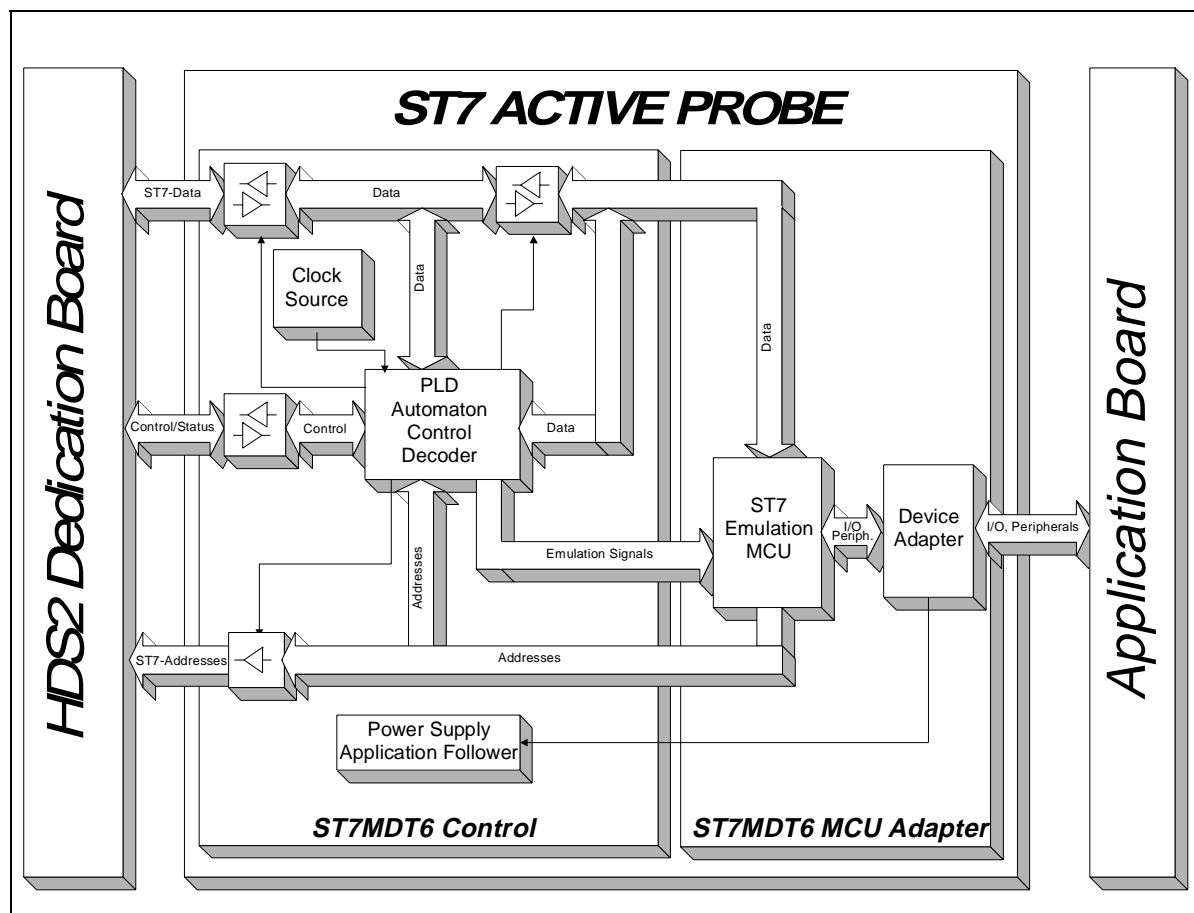 ST7 ACTIVE PROBE
HDS2 Dedication Board
Application Board
ST7-Data
Data
Data
Clock
Source
Data
PLD
Automaton
Control
Decoder
Control/Status
Control
Data
ST7
Emulation
MCU
I/O
Periph.
Device
Adapter
I/O, Peripherals
Emulation Signals
Addresses
ST7-Addresses
Addresses
Power Supply
Application Follower
ST7MDT6 Control
ST7MDT6 MCU Adapter